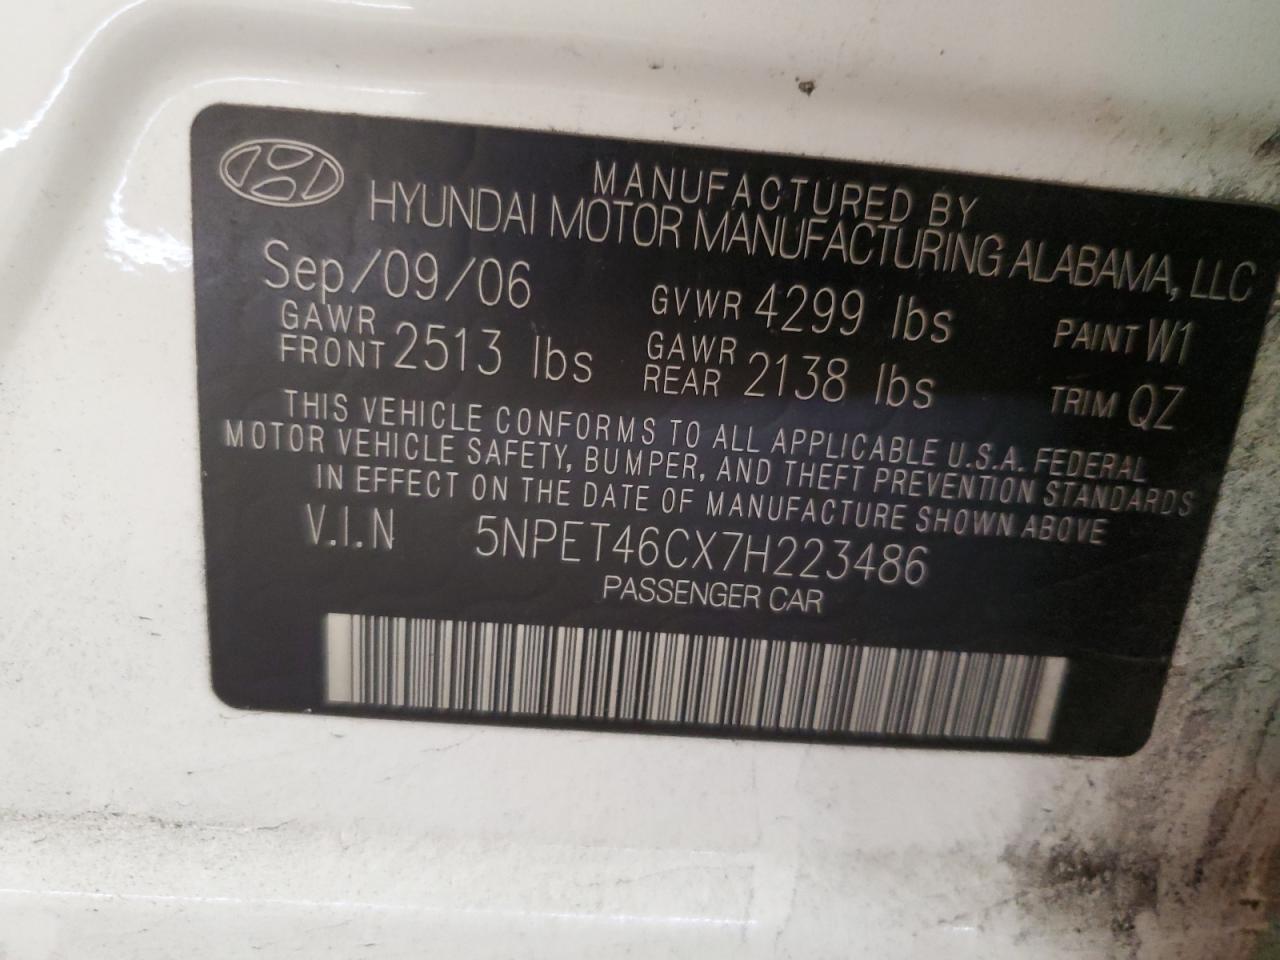 MANUFACTURED BY
HYUNDAI MOTOR MANUFACTURING ALABAMA, LLC
Sep/09/06 GVWR 4299 lbs PAINT W1
GAWR FRONT 2513 lbs GAWR REAR 2138 lbs TRIM QZ
THIS VEHICLE CONFORMS TO ALL APPLICABLE U.S.A. FEDERAL
MOTOR VEHICLE SAFETY, BUMPER, AND THEFT PREVENTION STANDARDS
IN EFFECT ON THE DATE OF MANUFACTURE SHOWN ABOVE
V.I.N 5NPET46CX7H223486
PASSENGER CAR